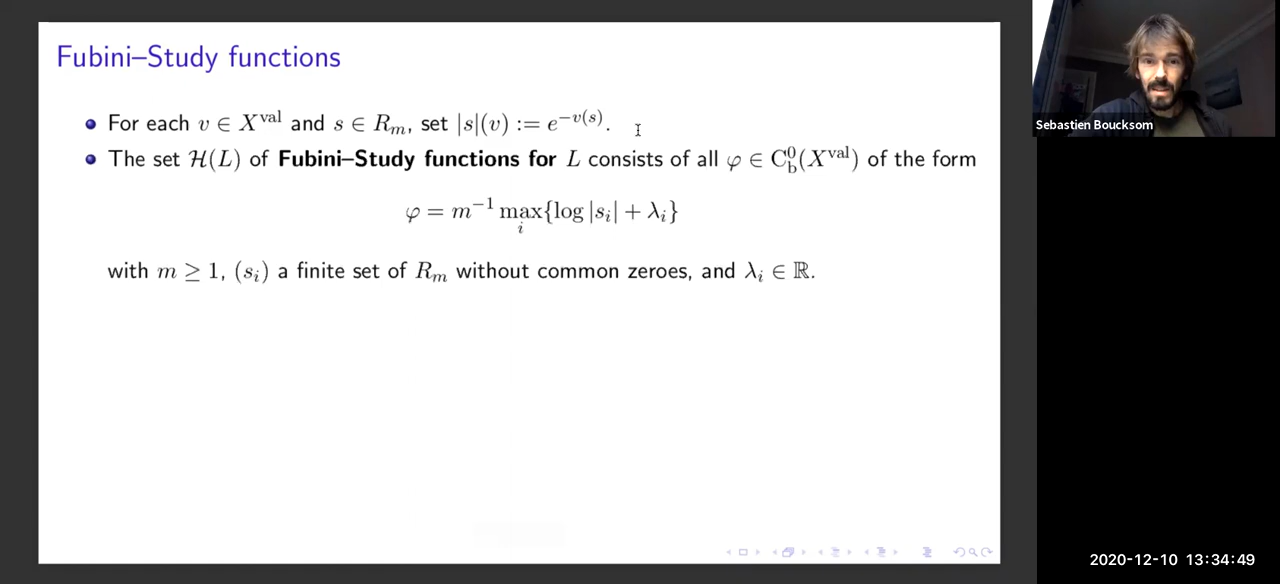 Fubini–Study functions
For each v ∈ X^val and s ∈ R_m, set |s|(v) := e^{−v(s)}.
The set ℋ(L) of Fubini–Study functions for L consists of all φ ∈ C^0_b(X^val) of the form
φ = m^{−1} max_i{log |s_i| + λ_i}
with m ≥ 1, (s_i) a finite set of R_m without common zeroes, and λ_i ∈ ℝ.
Sebastien Boucksom
2020-12-10 13:34:49